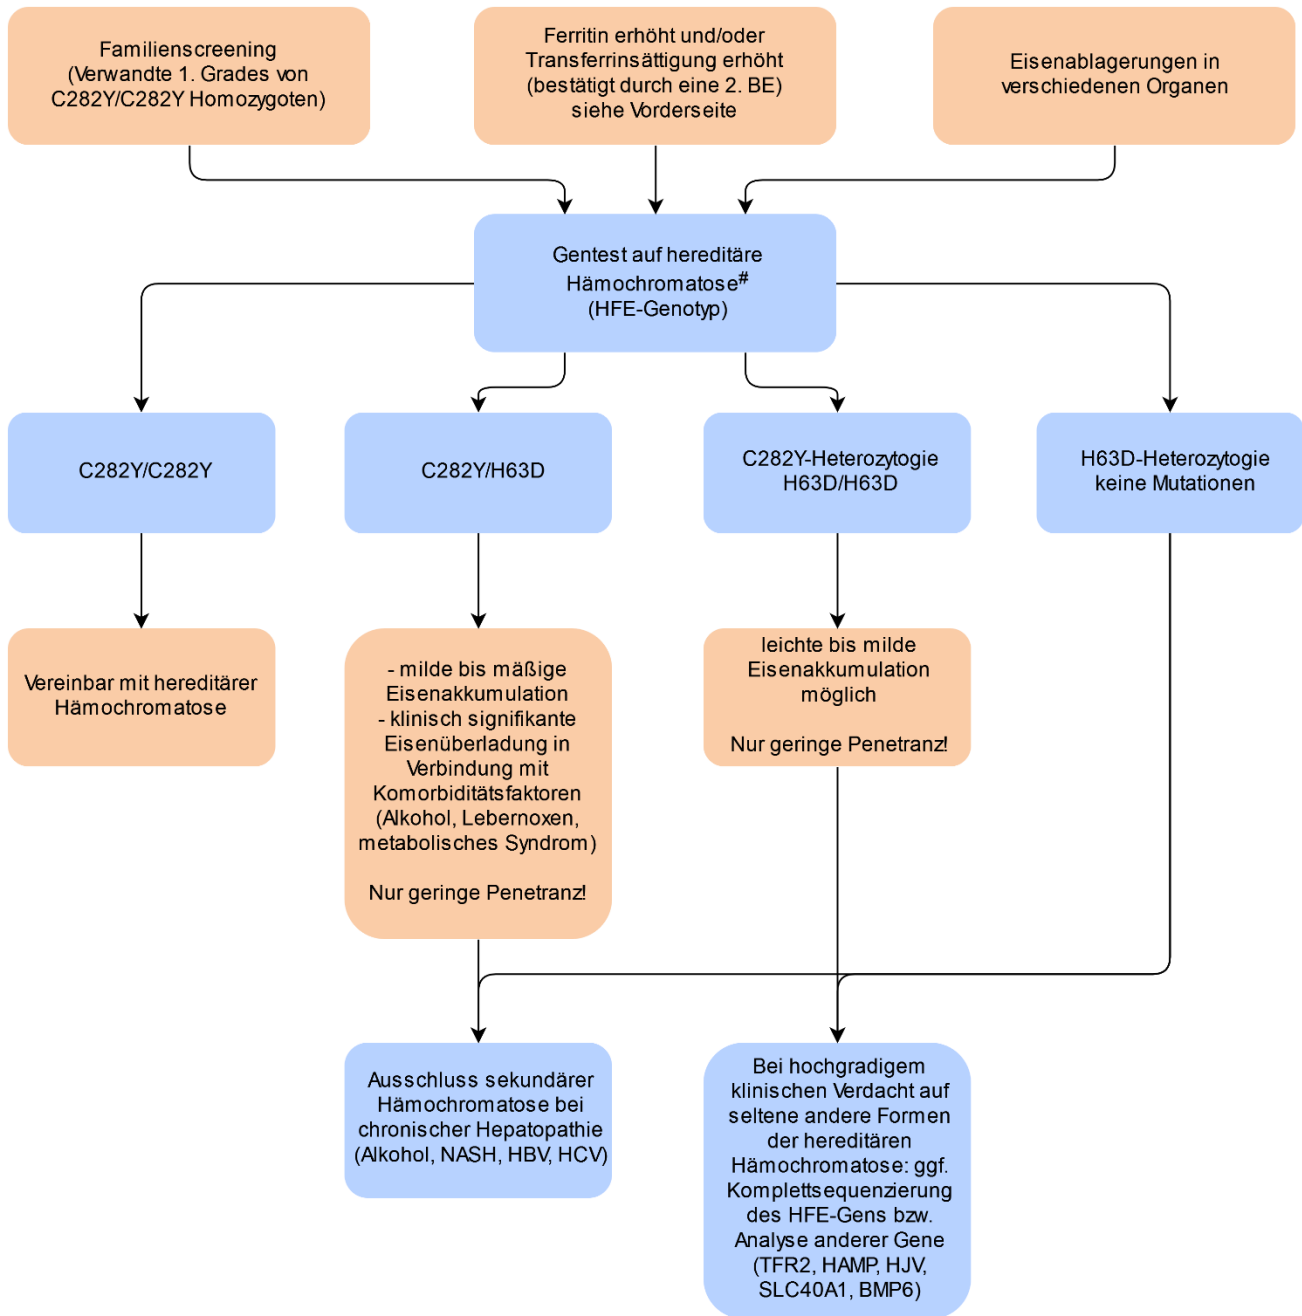 Familienscreening
(Verwandte 1. Grades von
C282Y/C282Y Homozygoten)
Ferritin erhöht und/oder
Transferrinsättigung erhöht
(bestätigt durch eine 2. BE)
siehe Vorderseite
Eisenablagerungen in
verschiedenen Organen
Gentest auf hereditäre
Hämochromatose#
(HFE-Genotyp)
C282Y/C282Y
C282Y/H63D
C282Y-Heterozytogie
H63D/H63D
H63D-Heterozytogie
keine Mutationen
Vereinbar mit hereditärer
Hämochromatose
- milde bis mäßige
Eisenakkumulation
- klinisch signifikante
Eisenüberladung in
Verbindung mit
Komorbiditätsfaktoren
(Alkohol, Lebernoxen,
metabolisches Syndrom)
Nur geringe Penetranz!
leichte bis milde
Eisenakkumulation
möglich
Nur geringe Penetranz!
Ausschluss sekundärer
Hämochromatose bei
chronischer Hepatopathie
(Alkohol, NASH, HBV, HCV)
Bei hochgradigem
klinischen Verdacht auf
seltene andere Formen
der hereditären
Hämochromatose: ggf.
Komplettsequenzierung
des HFE-Gens bzw.
Analyse anderer Gene
(TFR2, HAMP, HJV,
SLC40A1, BMP6)